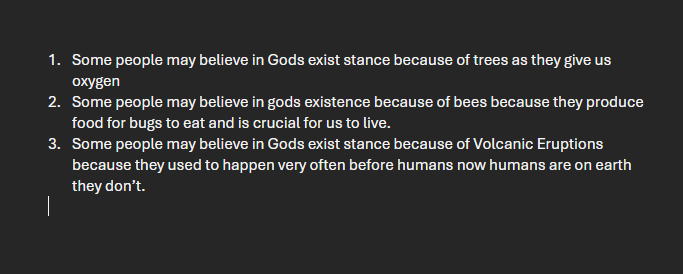 1. Some people may believe in Gods exist stance because of trees as they give us
oxygen
2. Some people may believe in gods existence because of bees because they produce
food for bugs to eat and is crucial for us to live.
3. Some people may believe in Gods exist stance because of Volcanic Eruptions
because they used to happen very often before humans now humans are on earth
they don’t.